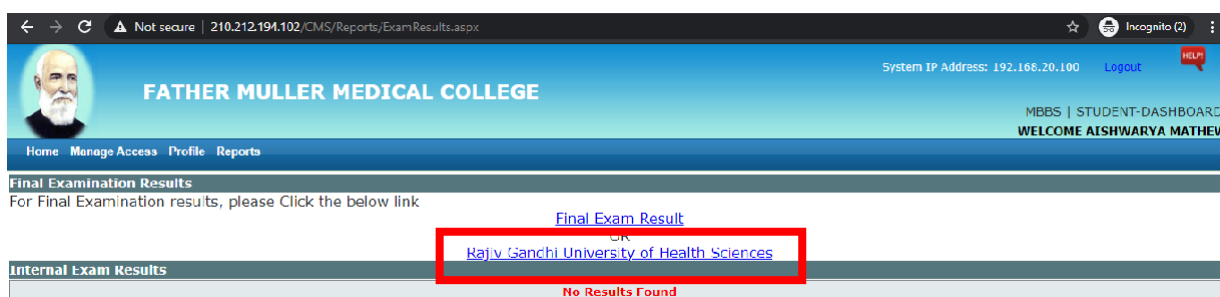 Not secure | 210.212.194.102/CMS/Reports/ExamResults.aspx
Incognito (2)
HELP!
System IP Address: 192.168.20.100 Logout
FATHER MULLER MEDICAL COLLEGE
MBBS | STUDENT-DASHBOARD
WELCOME AISHWARYA MATHEW
Home Manage Access Profile Reports
Final Examination Results
For Final Examination results, please Click the below link
Final Exam Result
OR
Rajiv Gandhi University of Health Sciences
Internal Exam Results
No Results Found